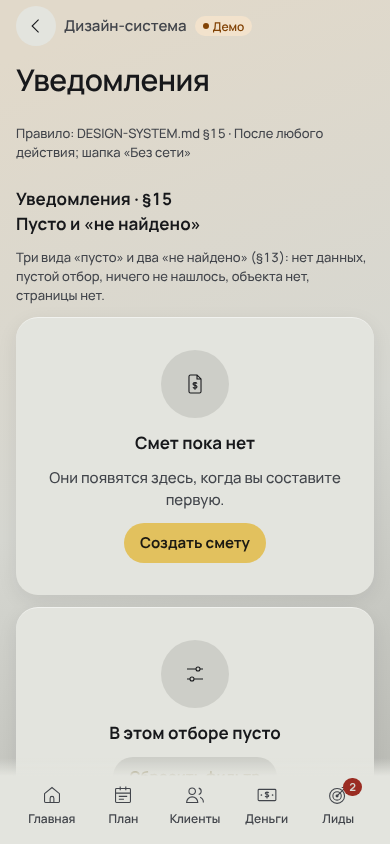 Дизайн-система
Демо
Уведомления
Правило: DESIGN-SYSTEM.md §15 · После любого
действия; шапка «Без сети»
Уведомления · §15
Пусто и «не найдено»
Три вида «пусто» и два «не найдено» (§13): нет данных,
пустой отбор, ничего не нашлось, объекта нет,
страницы нет.
Смет пока нет
Они появятся здесь, когда вы составите
первую.
Создать смету
В этом отборе пусто
2
Главная
План
Клиенты
Деньги
Лиды